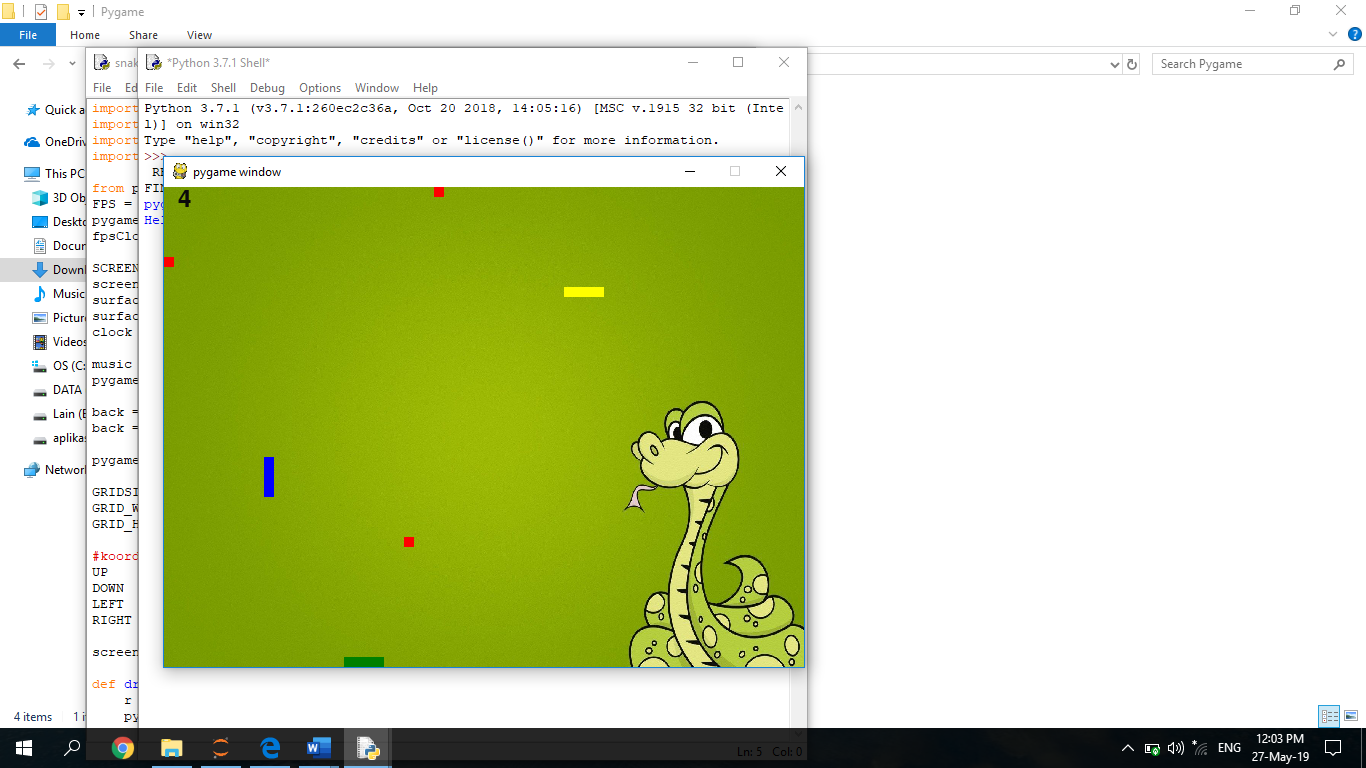 Pygame
File Home Share View
Search Pygame
Quick a
OneDriv
This PC
3D Obj
Deskto
Docum
Downl
Music
Picture
Videos
OS (C:
DATA
Lain (E
aplikas
Network
4 items 1 i
snak
File Ed
import
import
import
import
from p
FPS =
pygame
fpsClo
SCREEN
screen
surfac
surfac
clock
music
pygame
back =
back =
pygame
GRIDSI
GRID_W
GRID_H
#koord
UP
DOWN
LEFT
RIGHT
screen
def dr
r
py
*Python 3.7.1 Shell*
File Edit Shell Debug Options Window Help
Python 3.7.1 (v3.7.1:260ec2c36a, Oct 20 2018, 14:05:16) [MSC v.1915 32 bit (Inte
l)] on win32
Type "help", "copyright", "credits" or "license()" for more information.
>>>
RE
FIN
pyg
Hel
pygame window
4
Ln: 5 Col: 0
ENG
12:03 PM
27-May-19